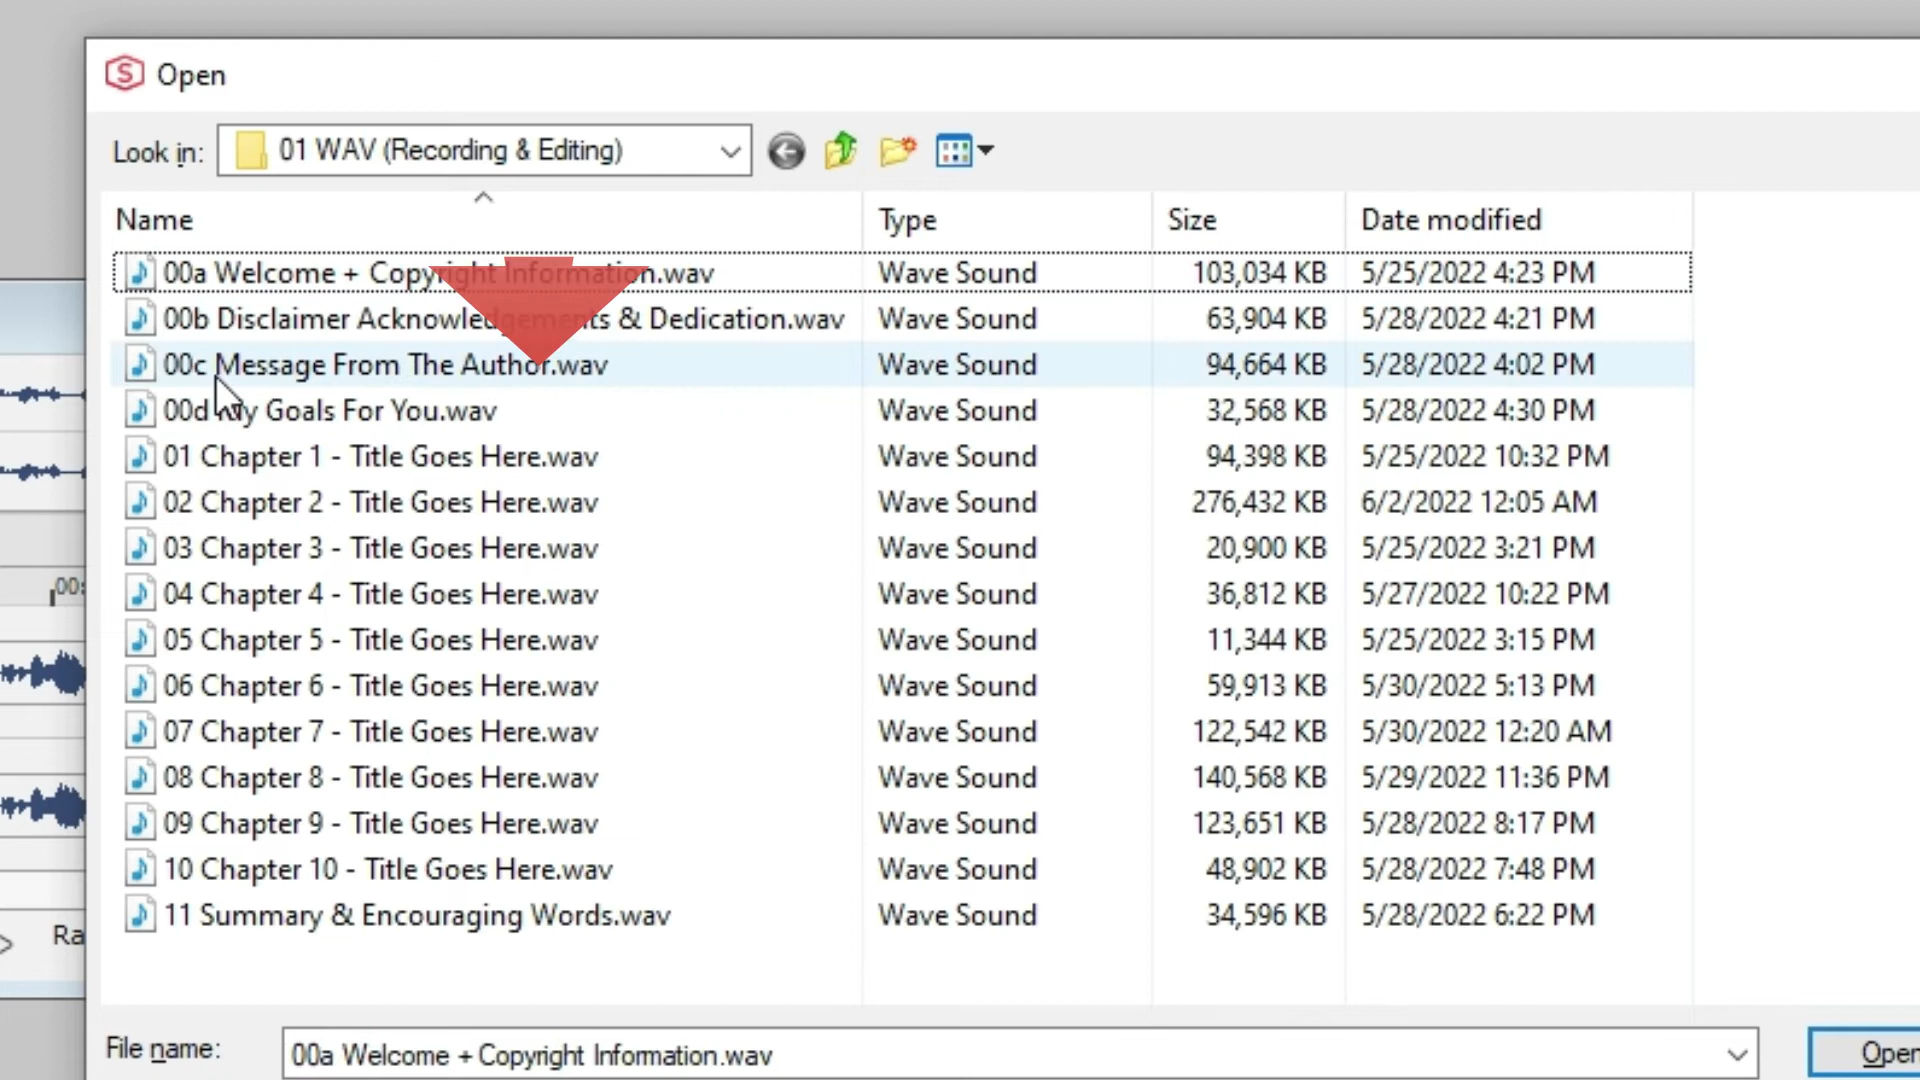 S Open
Look in: 01 WAV (Recording & Editing)
Name Type Size Date modified
00a Welcome + Copyright Information.wav Wave Sound 103,034 KB 5/25/2022 4:23 PM
00b Disclaimer Acknowledgements & Dedication.wav Wave Sound 63,904 KB 5/28/2022 4:21 PM
00c Message From The Author.wav Wave Sound 94,664 KB 5/28/2022 4:02 PM
00d My Goals For You.wav Wave Sound 32,568 KB 5/28/2022 4:30 PM
01 Chapter 1 - Title Goes Here.wav Wave Sound 94,398 KB 5/25/2022 10:32 PM
02 Chapter 2 - Title Goes Here.wav Wave Sound 276,432 KB 6/2/2022 12:05 AM
03 Chapter 3 - Title Goes Here.wav Wave Sound 20,900 KB 5/25/2022 3:21 PM
00:
04 Chapter 4 - Title Goes Here.wav Wave Sound 36,812 KB 5/27/2022 10:22 PM
05 Chapter 5 - Title Goes Here.wav Wave Sound 11,344 KB 5/25/2022 3:15 PM
06 Chapter 6 - Title Goes Here.wav Wave Sound 59,913 KB 5/30/2022 5:13 PM
07 Chapter 7 - Title Goes Here.wav Wave Sound 122,542 KB 5/30/2022 12:20 AM
08 Chapter 8 - Title Goes Here.wav Wave Sound 140,568 KB 5/29/2022 11:36 PM
09 Chapter 9 - Title Goes Here.wav Wave Sound 123,651 KB 5/28/2022 8:17 PM
10 Chapter 10 - Title Goes Here.wav Wave Sound 48,902 KB 5/28/2022 7:48 PM
11 Summary & Encouraging Words.wav Wave Sound 34,596 KB 5/28/2022 6:22 PM
Ra
File name: 00a Welcome + Copyright Information.wav Open